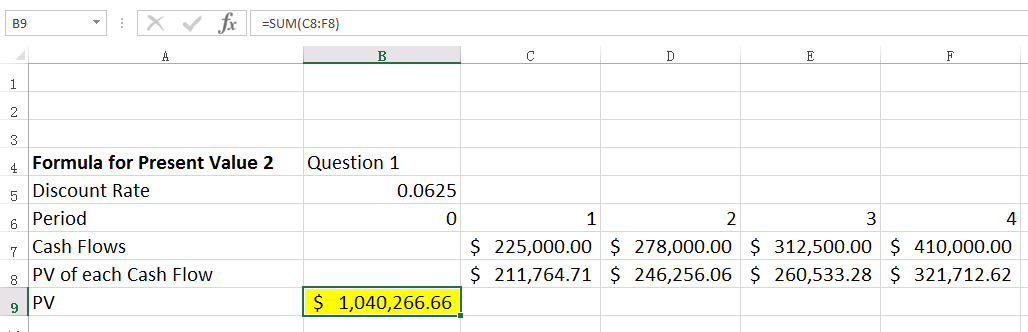 B9 fx =SUM(C8:F8)
A B C D E F
1
2
3
4 Formula for Present Value 2 Question 1
5 Discount Rate 0.0625
6 Period 0 1 2 3 4
7 Cash Flows $ 225,000.00 $ 278,000.00 $ 312,500.00 $ 410,000.00
8 PV of each Cash Flow $ 211,764.71 $ 246,256.06 $ 260,533.28 $ 321,712.62
9 PV $ 1,040,266.66